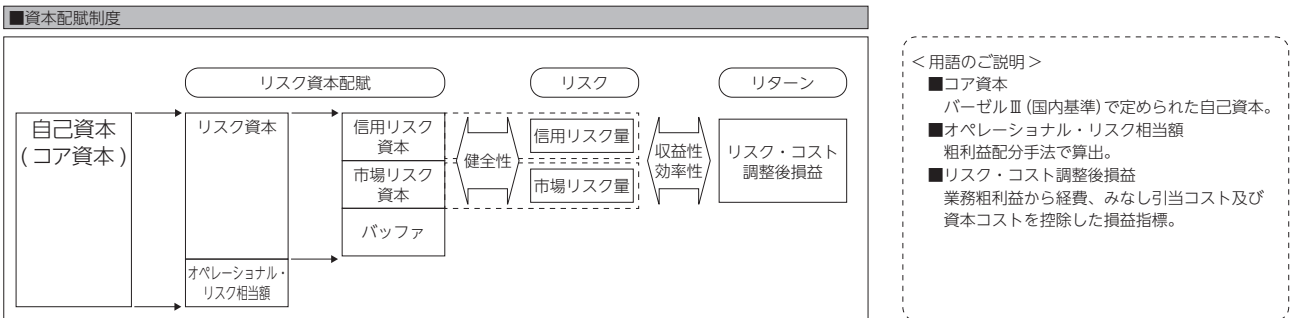 ■資本配賦制度
リスク資本配賦
リスク
リターン
自己資本
(コア資本)
リスク資本
オペレーショナル・
リスク相当額
信用リスク
資本
市場リスク
資本
バッファ
健全性
信用リスク量
市場リスク量
収益性
効率性
リスク・コスト
調整後損益
<用語のご説明>
■コア資本
バーゼルⅢ(国内基準)で定められた自己資本。
■オペレーショナル・リスク相当額
粗利益配分手法で算出。
■リスク・コスト調整後損益
業務粗利益から経費、みなし引当コスト及び
資本コストを控除した損益指標。